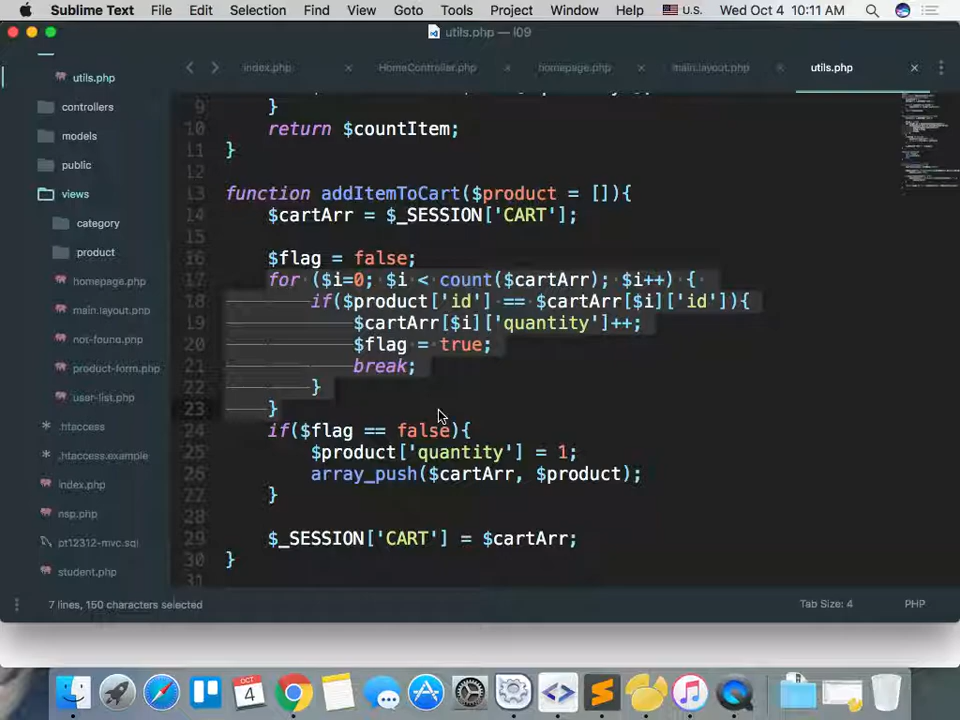 Sublime Text File Edit Selection Find View Goto Tools Project Window Help U.S. Wed Oct 4 10:11 AM
utils.php — l09
utils.php
controllers
models
public
views
category
product
homepage.php
main.layout.php
not-found.php
product-form.php
user-list.php
.htaccess
.htaccess.example
index.php
nsp.php
pt12312-mvc.sql
student.php
index.php HomeController.php homepage.php main.layout.php utils.php
9 }
10 return $countItem;
11 }
12
13 function addItemToCart($product = []){
14 $cartArr = $_SESSION['CART'];
15
16 $flag = false;
17 for ($i=0; $i < count($cartArr); $i++) {
18 if($product['id'] == $cartArr[$i]['id']){
19 $cartArr[$i]['quantity']++;
20 $flag = true;
21 break;
22 }
23 }
24 if($flag == false){
25 $product['quantity'] = 1;
26 array_push($cartArr, $product);
27 }
28
29 $_SESSION['CART'] = $cartArr;
30 }
31
7 lines, 150 characters selected Tab Size: 4 PHP
OCT
4